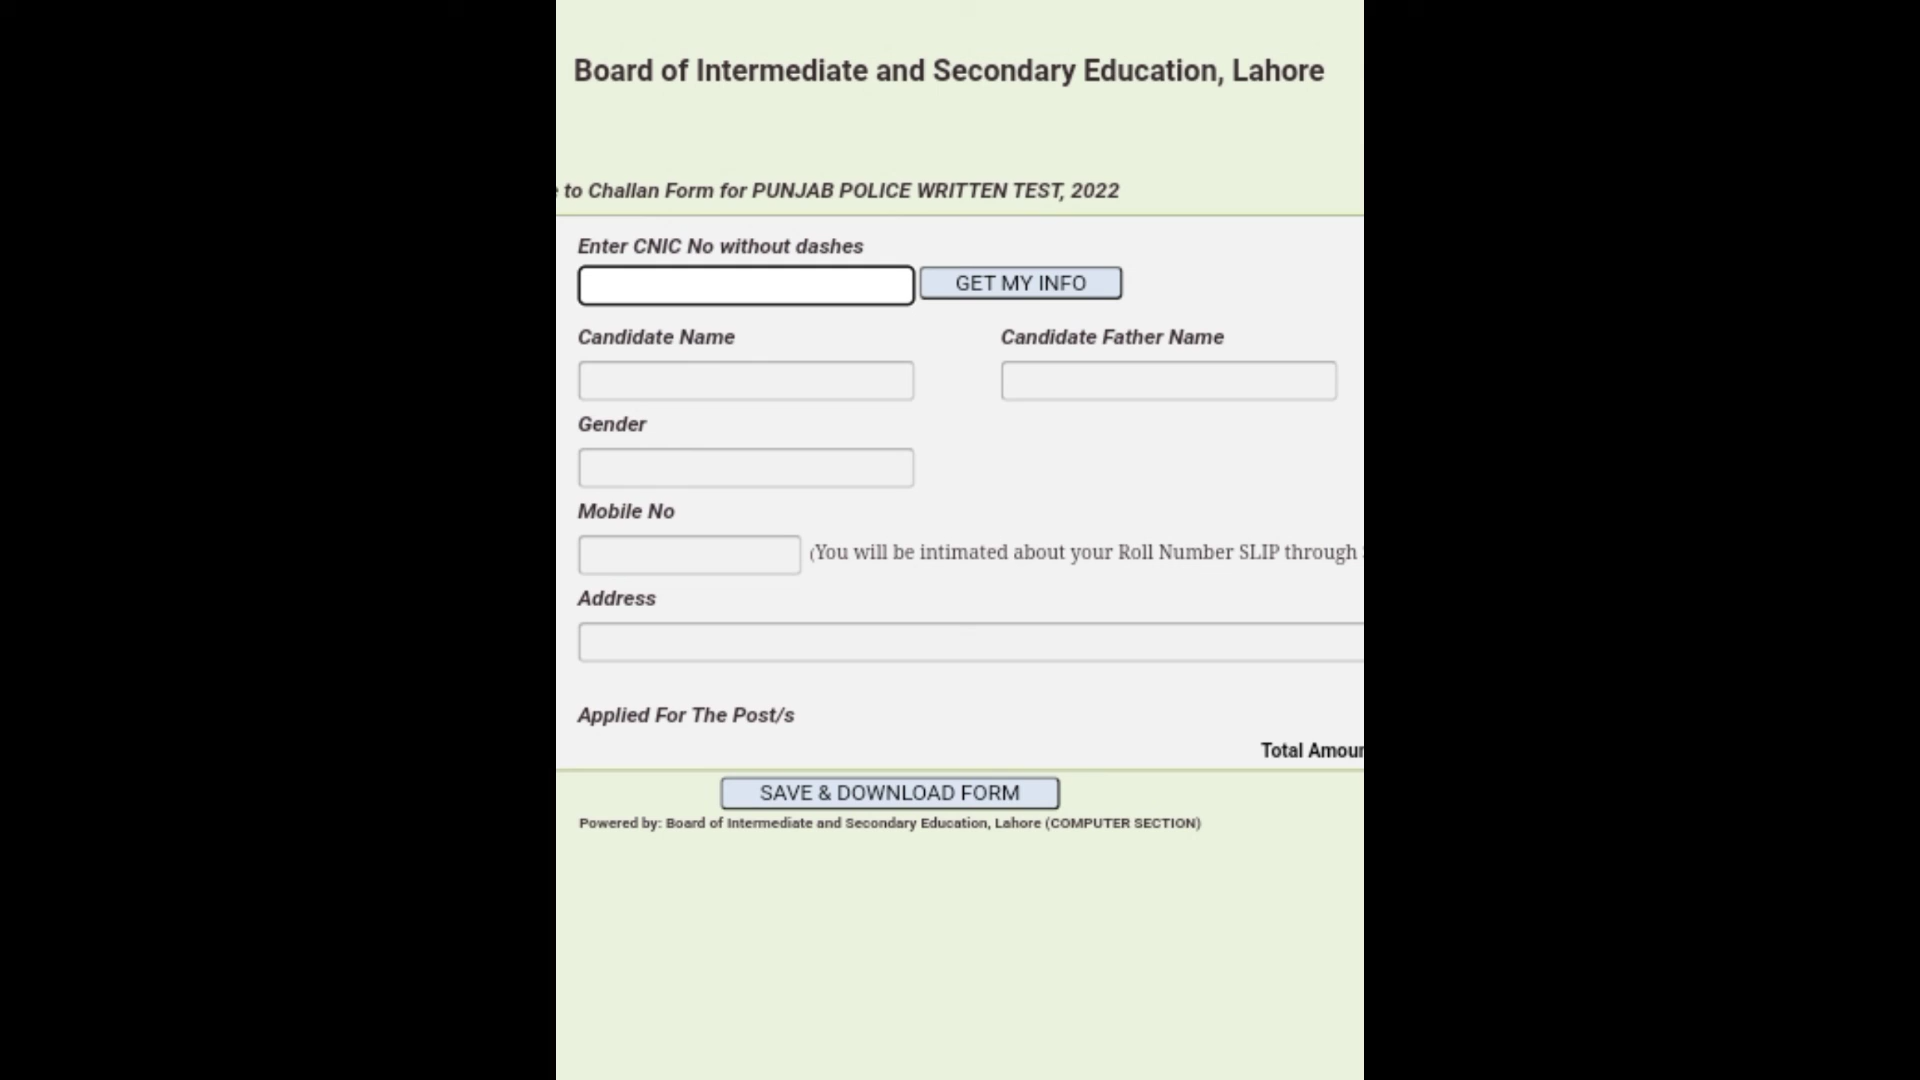 Board of Intermediate and Secondary Education, Lahore
to Challan Form for PUNJAB POLICE WRITTEN TEST, 2022
Enter CNIC No without dashes
GET MY INFO
Candidate Name Candidate Father Name
Gender
Mobile No
(You will be intimated about your Roll Number SLIP through
Address
Applied For The Post/s
Total Amou
SAVE & DOWNLOAD FORM
Powered by: Board of Intermediate and Secondary Education, Lahore (COMPUTER SECTION)